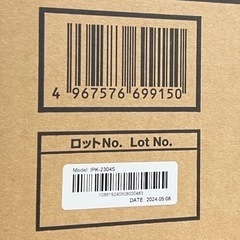 4 967576 699150
ロットNo. Lot No.
Model: IPK-2304S
DATE: 2024.05.08